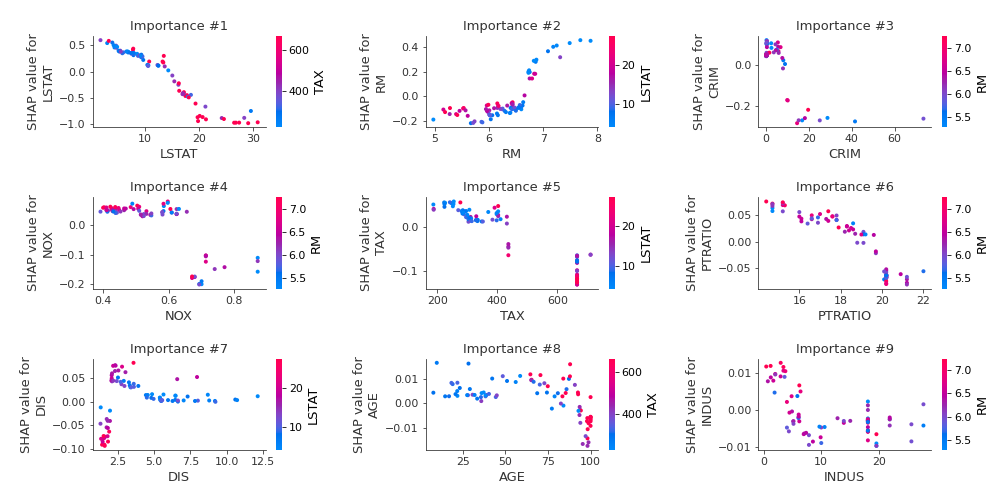 Importance #1
SHAP value for
LSTAT
0.5
0.0
−0.5
−1.0
10
20
30
LSTAT
600
400
TAX
Importance #2
SHAP value for
RM
0.4
0.2
0.0
−0.2
5
6
7
8
RM
20
10
LSTAT
Importance #3
SHAP value for
CRIM
0.0
−0.2
0
20
40
60
CRIM
7.0
6.5
6.0
5.5
RM
Importance #4
SHAP value for
NOX
0.0
−0.1
−0.2
0.4
0.6
0.8
NOX
7.0
6.5
6.0
5.5
RM
Importance #5
SHAP value for
TAX
0.0
−0.1
200
400
600
TAX
20
10
LSTAT
Importance #6
SHAP value for
PTRATIO
0.05
0.00
−0.05
16
18
20
22
PTRATIO
7.0
6.5
6.0
5.5
RM
Importance #7
SHAP value for
DIS
0.05
0.00
−0.05
−0.10
2.5
5.0
7.5
10.0
12.5
DIS
20
10
LSTAT
Importance #8
SHAP value for
AGE
0.01
0.00
−0.01
25
50
75
100
AGE
600
400
TAX
Importance #9
SHAP value for
INDUS
0.01
0.00
−0.01
0
10
20
INDUS
7.0
6.5
6.0
5.5
RM